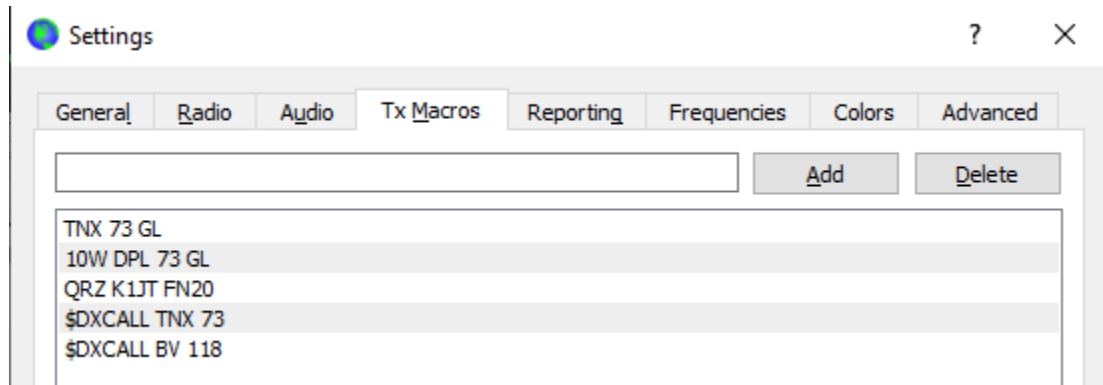 Settings
? X
General Radio Audio Tx Macros Reporting Frequencies Colors Advanced
Add Delete
TNX 73 GL
10W DPL 73 GL
QRZ K1JT FN20
$DXCALL TNX 73
$DXCALL BV 118